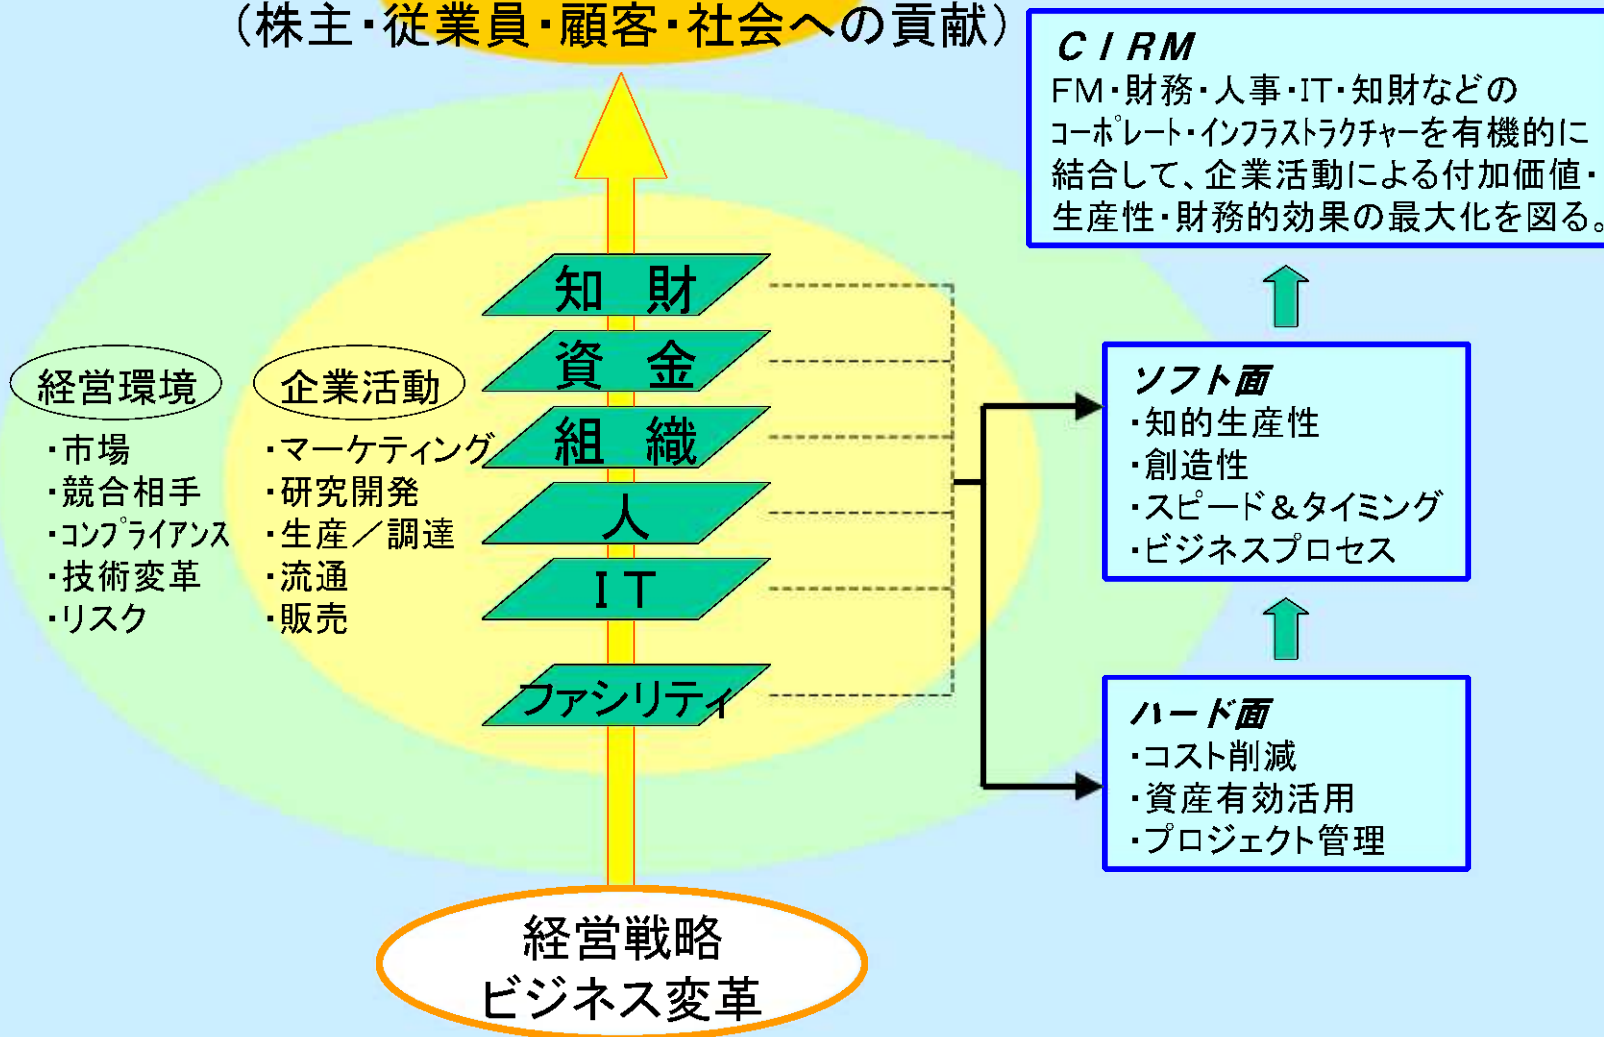 （株主・従業員・顧客・社会への貢献）
CIRM
FM・財務・人事・IT・知財などの
ｺｰﾎﾟﾚｰﾄ・ｲﾝﾌﾗｽﾄﾗｸﾁｬｰを有機的に
結合して、企業活動による付加価値・
生産性・財務的効果の最大化を図る。
知　財
資　金
組　織
人
ＩＴ
ファシリティ
経営環境
・市場
・競合相手
・ｺﾝﾌﾟﾗｲｱﾝｽ
・技術変革
・リスク
企業活動
・マーケティング
・研究開発
・生産／調達
・流通
・販売
ソフト面
・知的生産性
・創造性
・スピード＆タイミング
・ビジネスプロセス
ハード面
・コスト削減
・資産有効活用
・プロジェクト管理
経営戦略
ビジネス変革